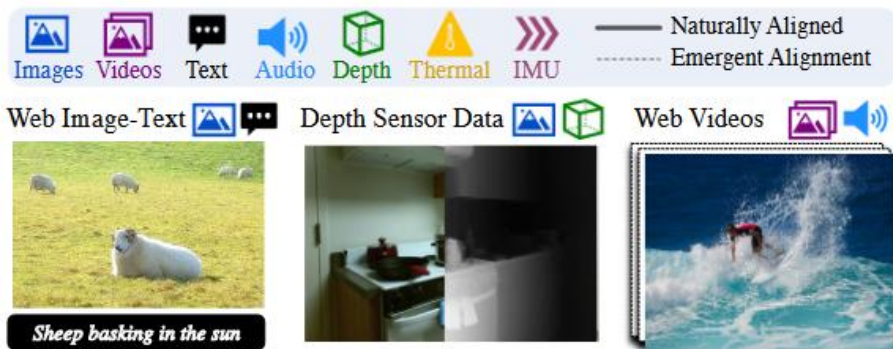 Images Videos Text Audio Depth Thermal IMU
Naturally Aligned
Emergent Alignment
Web Image-Text
Depth Sensor Data
Web Videos
Sheep basking in the sun